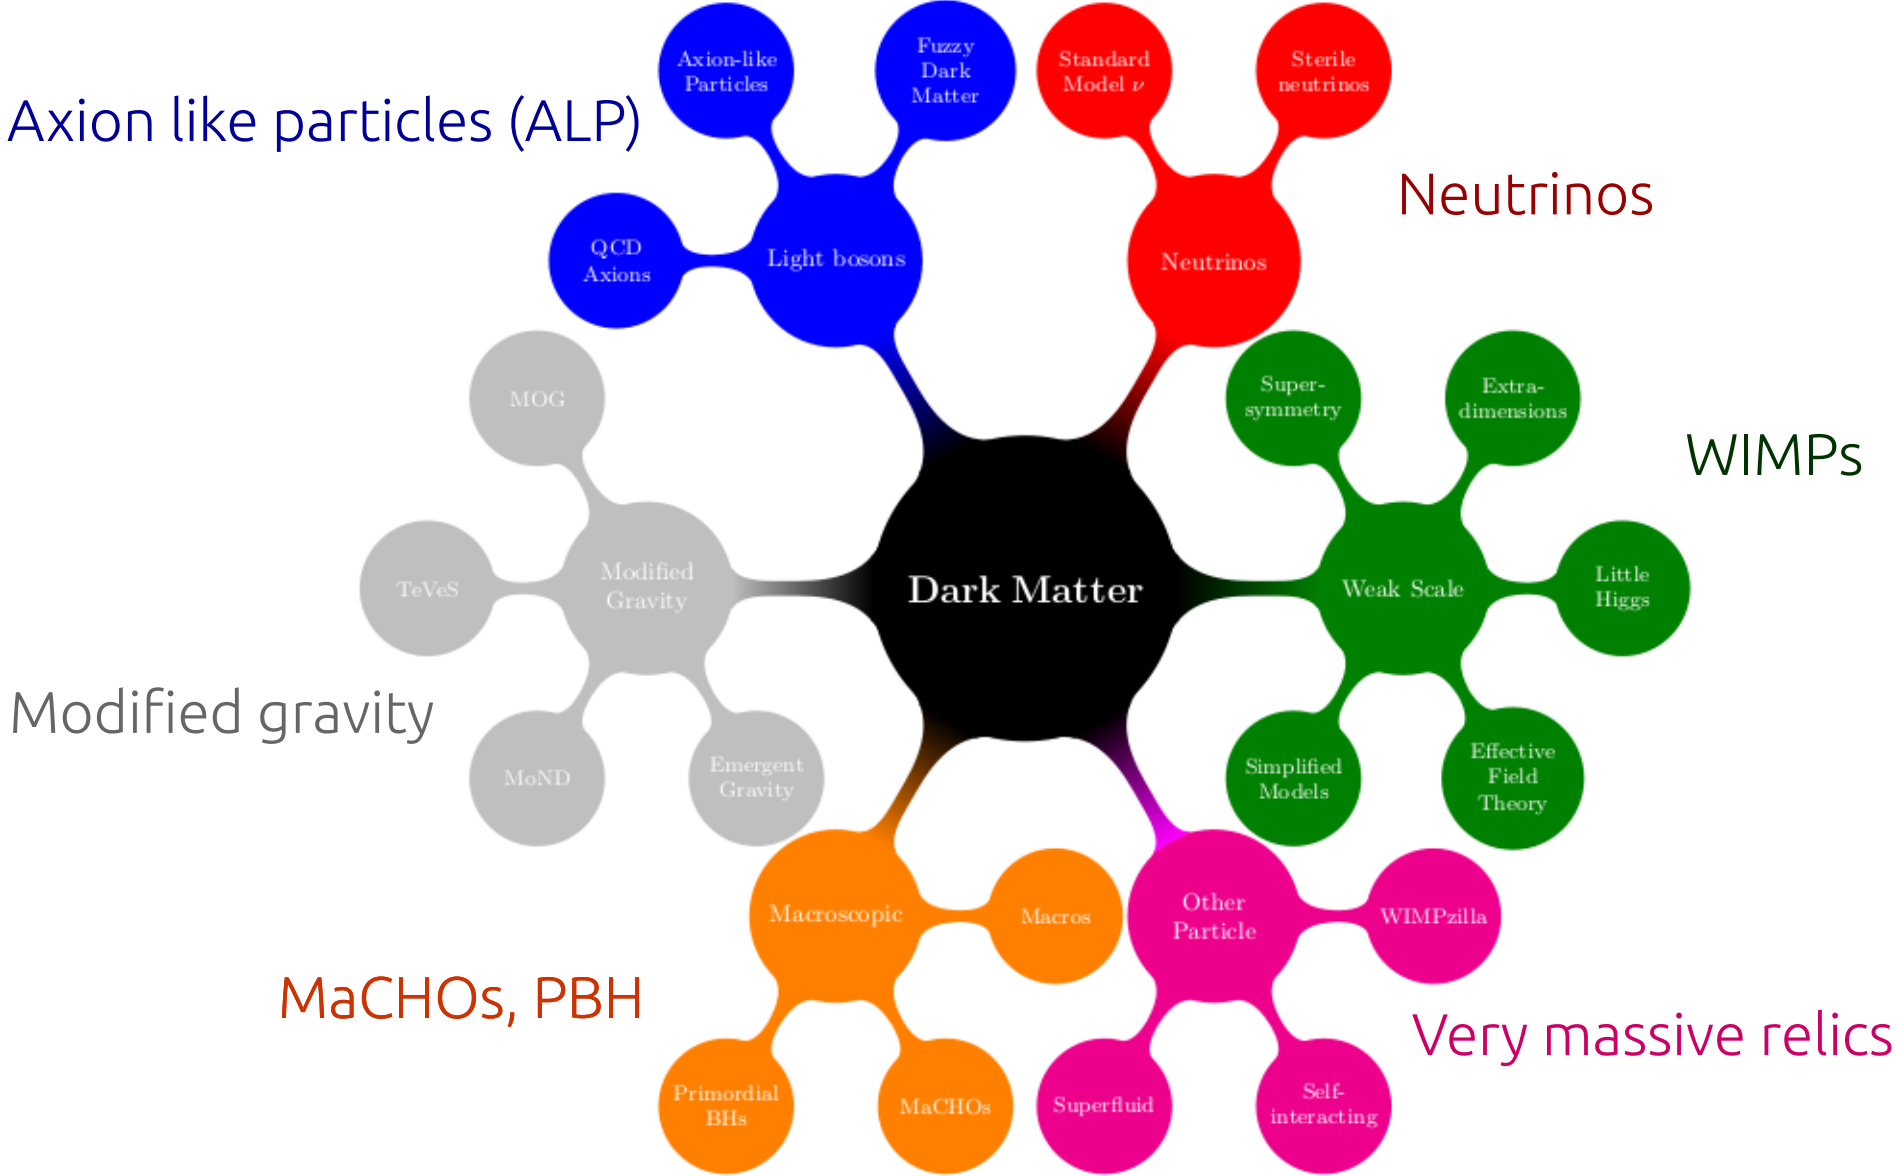 Axion-like
Particles
Fuzzy
Dark
Matter
Standard
Model ν
Sterile
neutrinos
Axion like particles (ALP)
Neutrinos
QCD
Axions
Light bosons
Neutrinos
MOG
Super-
symmetry
Extra-
dimensions
WIMPs
TeVeS
Modified
Gravity
Dark Matter
Weak Scale
Little
Higgs
Modified gravity
MoND
Emergent
Gravity
Simplified
Models
Effective
Field
Theory
Macroscopic
Macros
Other
Particle
WIMPzilla
MaCHOs, PBH
Very massive relics
Primordial
BHs
MaCHOs
Superfluid
Self-
interacting